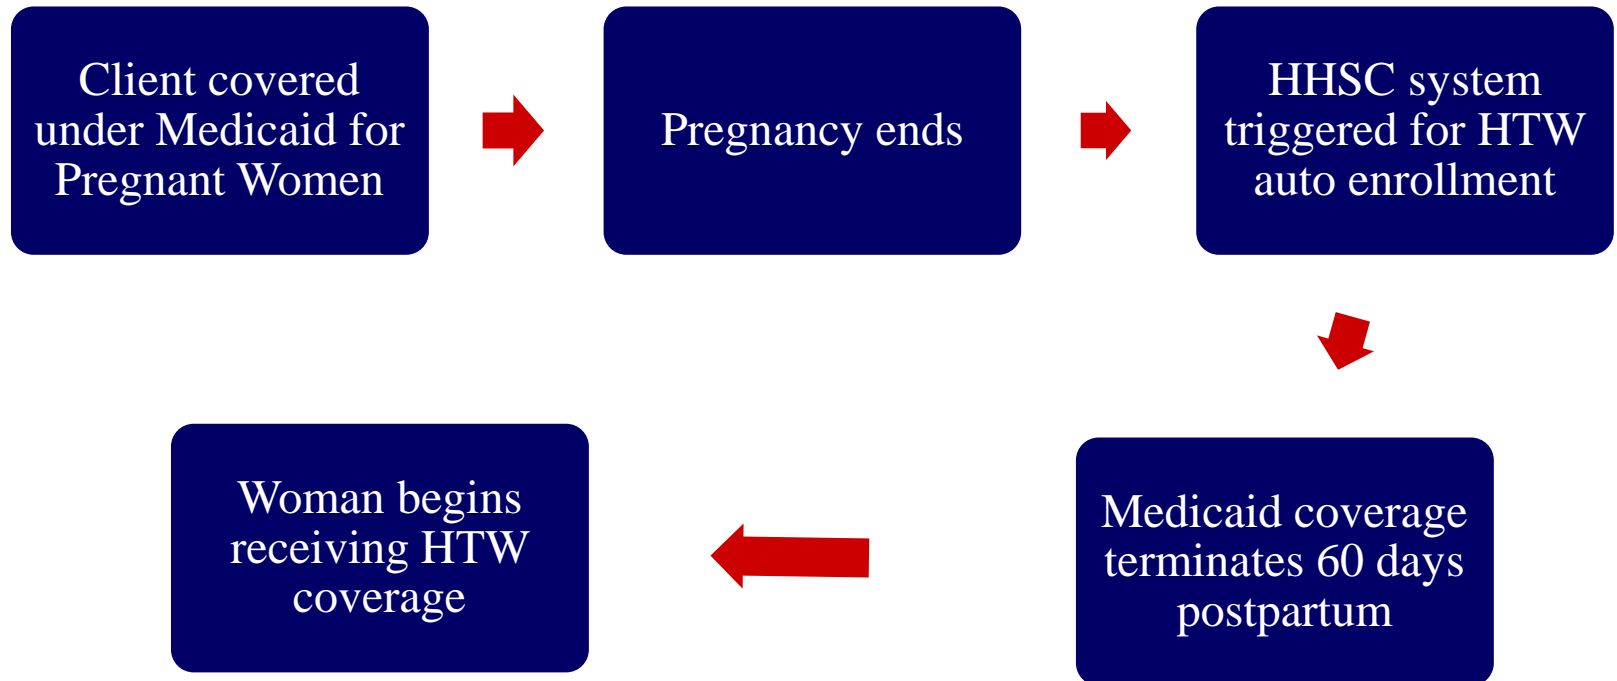 Client covered
under Medicaid for
Pregnant Women
Pregnancy ends
HHSC system
triggered for HTW
auto enrollment
Medicaid coverage
terminates 60 days
postpartum
Woman begins
receiving HTW
coverage